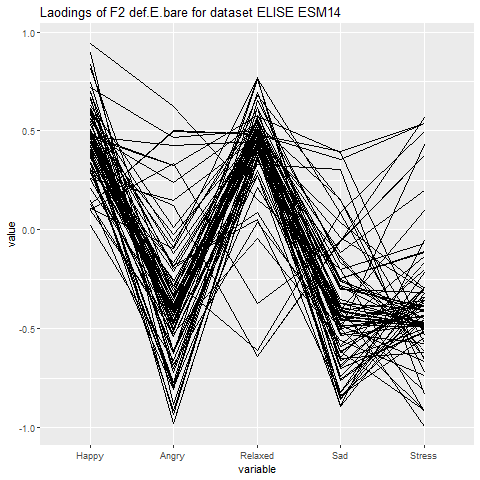 Laodings of F2 def.E.bare for dataset ELISE ESM14
1.0
0.5
0.0
-0.5
-1.0
value
Happy Angry Relaxed Sad Stress
variable